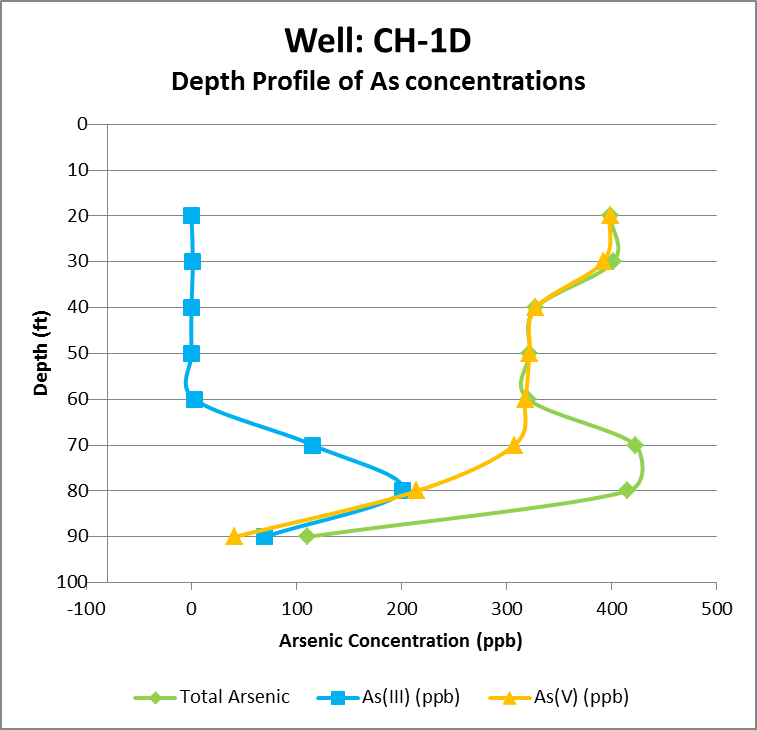 Well: CH-1D
Depth Profile of As concentrations
0
10
20
30
40
50
60
70
80
90
100
Depth (ft)
-100 0 100 200 300 400 500
Arsenic Concentration (ppb)
Total Arsenic As(III) (ppb) As(V) (ppb)